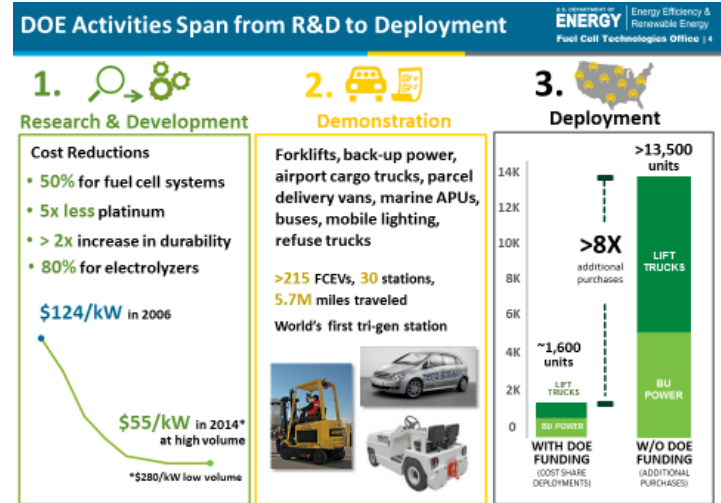 DOE Activities Span from R&D to Deployment
U.S. DEPARTMENT OF
ENERGY
Energy Efficiency &
Renewable Energy
Fuel Cell Technologies Office | 4
1.
Research & Development
Cost Reductions
• 50% for fuel cell systems
• 5x less platinum
• > 2x increase in durability
• 80% for electrolyzers
$124/kW in 2006
$55/kW in 2014*
at high volume
*$280/kW low volume
2.
Demonstration
Forklifts, back-up power,
airport cargo trucks, parcel
delivery vans, marine APUs,
buses, mobile lighting,
refuse trucks
>215 FCEVs, 30 stations,
5.7M miles traveled
World's first tri-gen station
3.
Deployment
>13,500
units
14K
12K
10K
8K
6K
4K
2K
0
>8X
additional
purchases
~1,600
units
LIFT
TRUCKS
BU POWER
LIFT
TRUCKS
BU
POWER
WITH DOE
FUNDING
(COST SHARE
DEPLOYMENTS)
W/O DOE
FUNDING
(ADDITIONAL
PURCHASES)